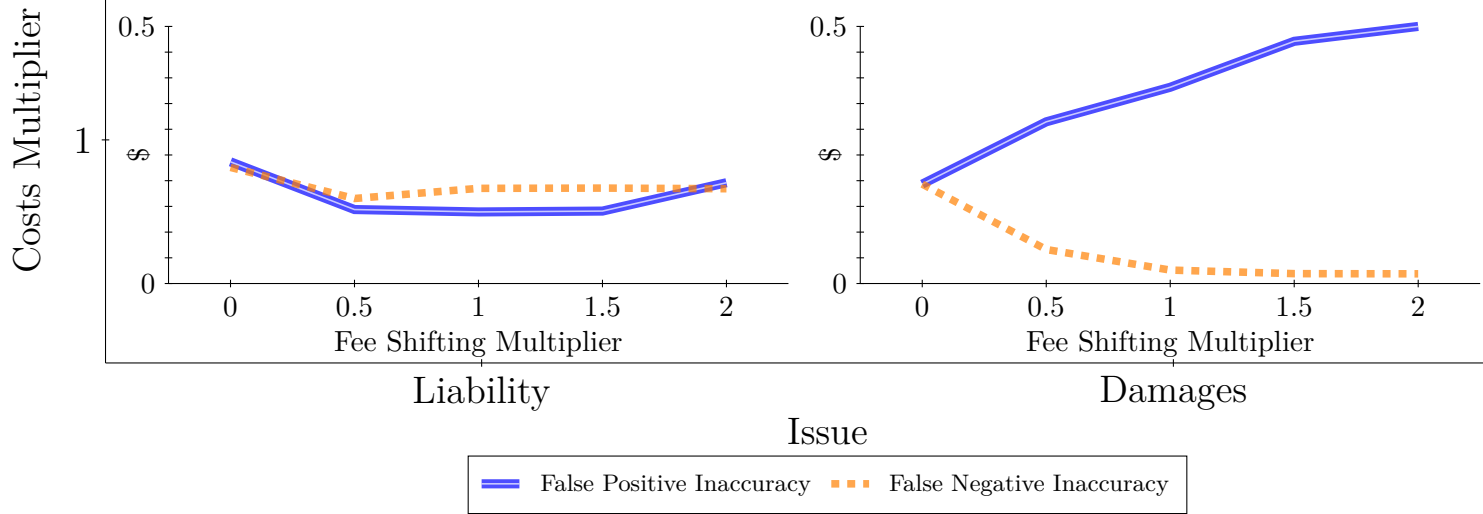 Costs Multiplier
1
0.5
$
0
0 0.5 1 1.5 2
Fee Shifting Multiplier
0.5
$
0
0 0.5 1 1.5 2
Fee Shifting Multiplier
Liability Damages
Issue
False Positive Inaccuracy False Negative Inaccuracy